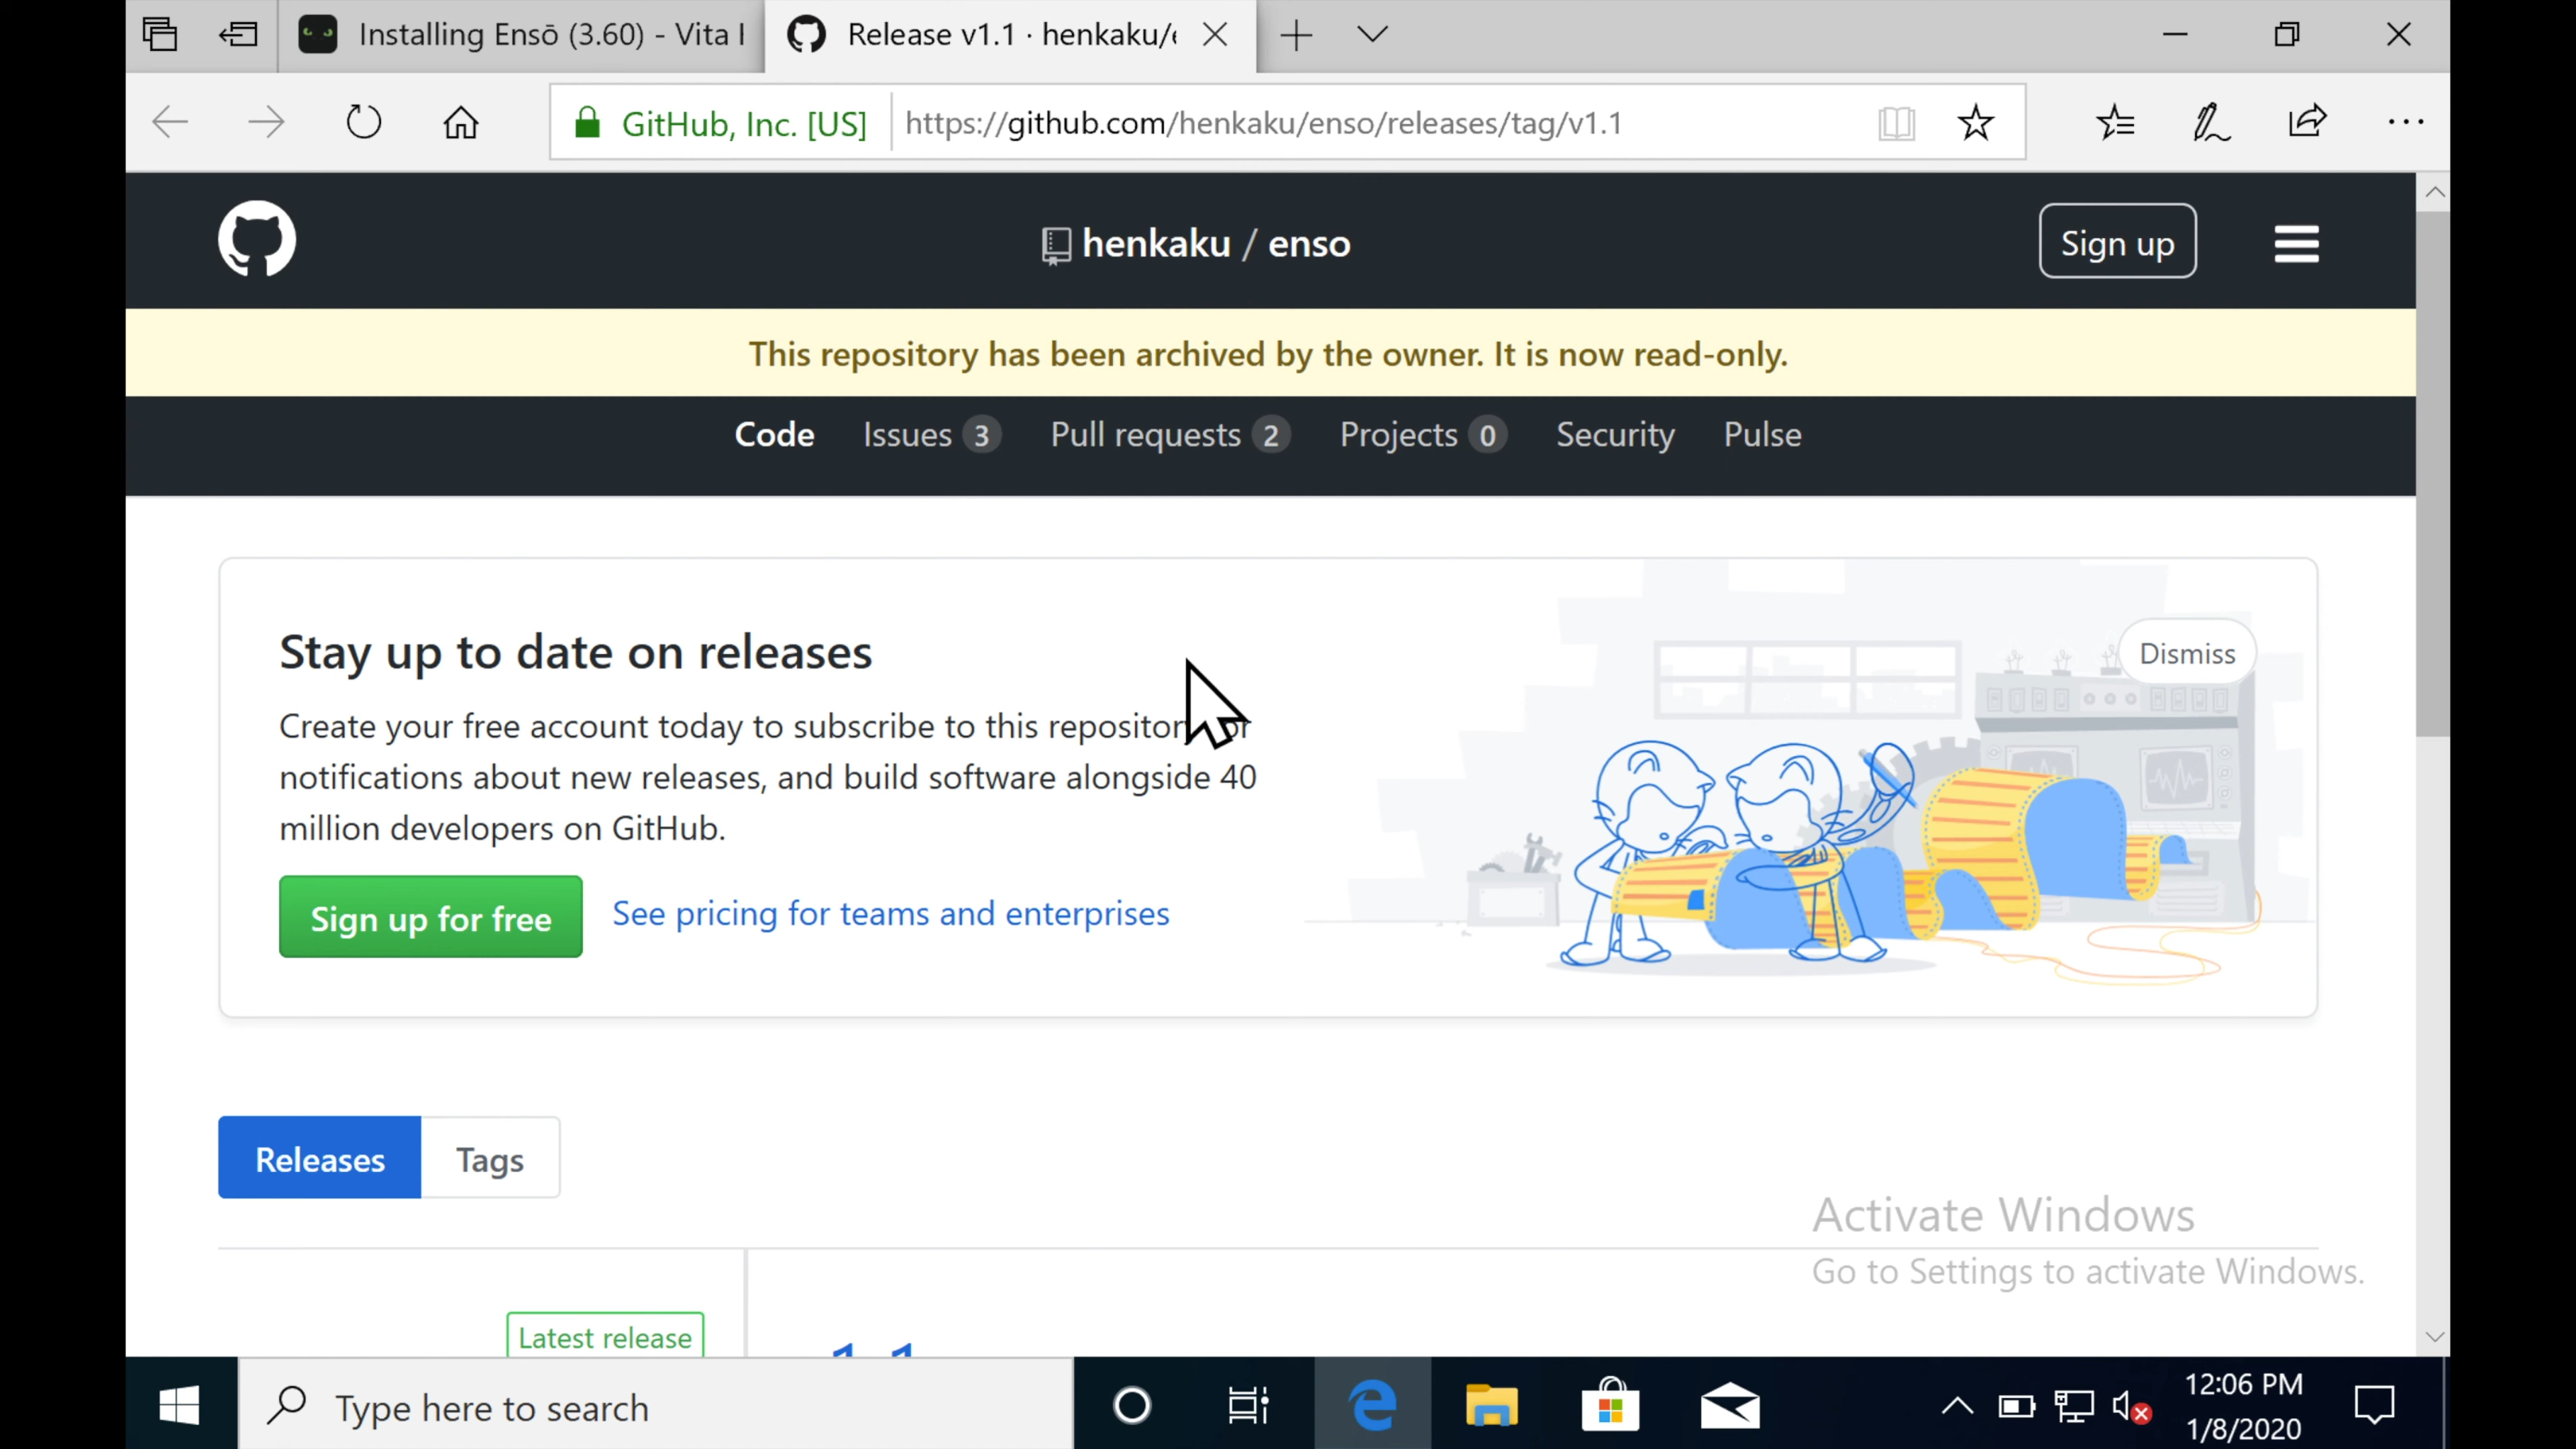 Installing Ensō (3.60) - Vita
Release v1.1 · henkaku/
GitHub, Inc. [US]
https://github.com/henkaku/enso/releases/tag/v1.1
henkaku / enso
Sign up
This repository has been archived by the owner. It is now read-only.
Code
Issues 3
Pull requests 2
Projects 0
Security
Pulse
Stay up to date on releases
Dismiss
Create your free account today to subscribe to this
notifications about new releases, and build software alongside 40
million developers on GitHub.
Sign up for free
See pricing for teams and enterprises
Releases
Tags
Activate Windows
Go to Settings to activate Windows.
Latest release
Type here to search
12:06 PM
1/8/2020